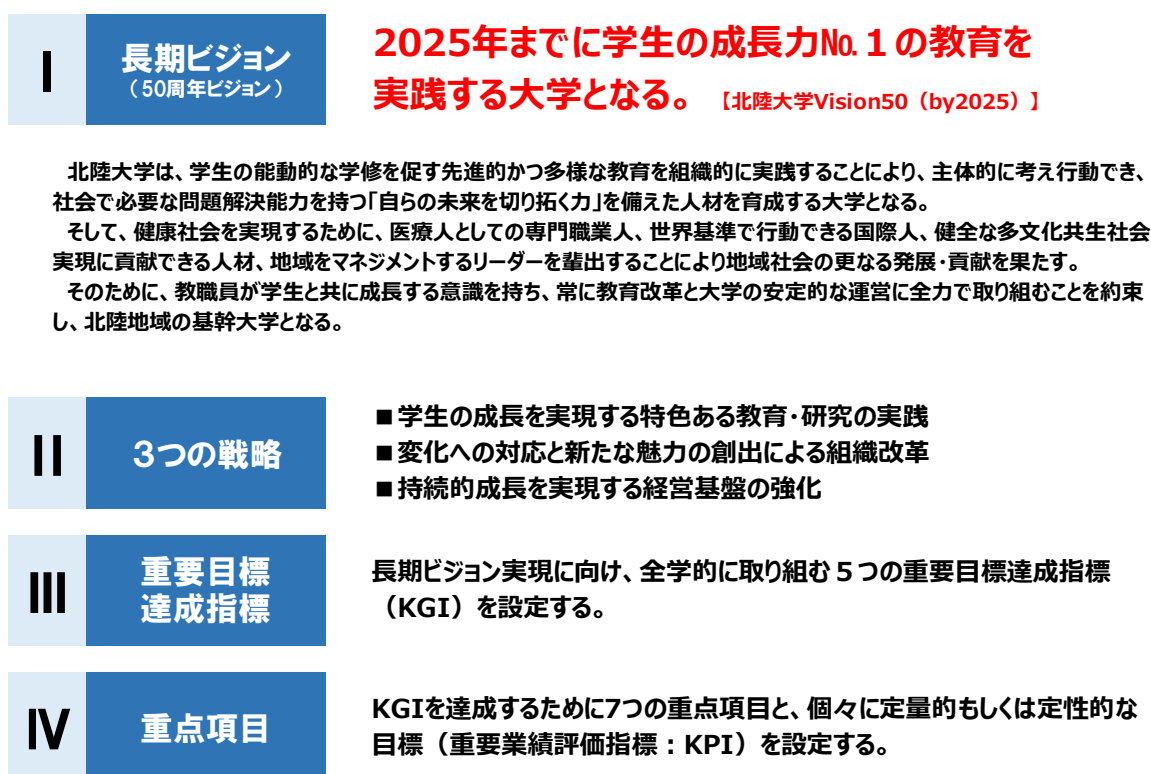 Ⅰ
長期ビジョン
（50周年ビジョン）
2025年までに学生の成長力№１の教育を
実践する大学となる。【北陸大学Vision50（by2025）】
北陸大学は、学生の能動的な学修を促す先進的かつ多様な教育を組織的に実践することにより、主体的に考え行動でき、
社会で必要な問題解決能力を持つ「自らの未来を切り拓く力」を備えた人材を育成する大学となる。
そして、健康社会を実現するために、医療人としての専門職業人、世界基準で行動できる国際人、健全な多文化共生社会
実現に貢献できる人材、地域をマネジメントするリーダーを輩出することにより地域社会の更なる発展・貢献を果たす。
そのために、教職員が学生と共に成長する意識を持ち、常に教育改革と大学の安定的な運営に全力で取り組むことを約束
し、北陸地域の基幹大学となる。
Ⅱ
３つの戦略
■学生の成長を実現する特色ある教育・研究の実践
■変化への対応と新たな魅力の創出による組織改革
■持続的成長を実現する経営基盤の強化
Ⅲ
重要目標
達成指標
長期ビジョン実現に向け、全学的に取り組む５つの重要目標達成指標
（KGI）を設定する。
Ⅳ
重点項目
KGIを達成するために7つの重点項目と、個々に定量的もしくは定性的な
目標（重要業績評価指標：KPI）を設定する。